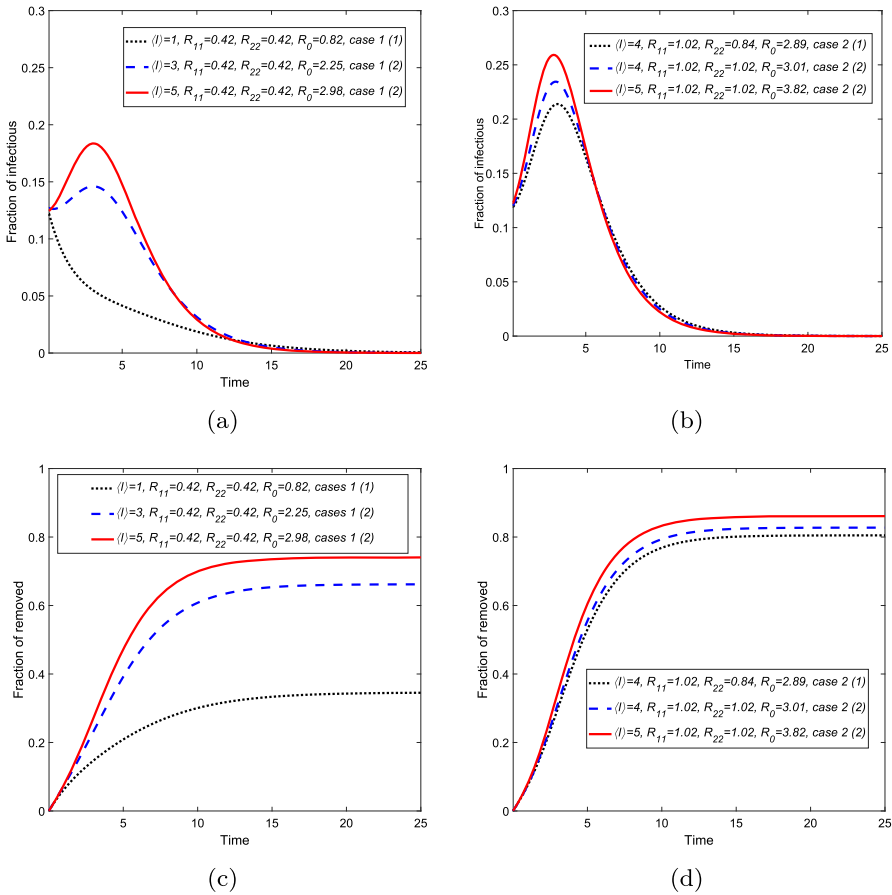 0.3
0.25
0.2
0.15
0.1
0.05
0
5
10
15
20
25
Fraction of infectious
Time
⟨l⟩=1, R11=0.42, R22=0.42, R0=0.82, case 1 (1)
⟨l⟩=3, R11=0.42, R22=0.42, R0=2.25, case 1 (2)
⟨l⟩=5, R11=0.42, R22=0.42, R0=2.98, case 1 (2)
(a)
0.3
0.25
0.2
0.15
0.1
0.05
0
5
10
15
20
25
Fraction of infectious
Time
⟨l⟩=4, R11=1.02, R22=0.84, R0=2.89, case 2 (1)
⟨l⟩=4, R11=1.02, R22=1.02, R0=3.01, case 2 (2)
⟨l⟩=5, R11=1.02, R22=1.02, R0=3.82, case 2 (2)
(b)
1
0.8
0.6
0.4
0.2
0
5
10
15
20
25
Fraction of removed
Time
⟨l⟩=1, R11=0.42, R22=0.42, R0=0.82, cases 1 (1)
⟨l⟩=3, R11=0.42, R22=0.42, R0=2.25, cases 1 (2)
⟨l⟩=5, R11=0.42, R22=0.42, R0=2.98, cases 1 (2)
(c)
1
0.8
0.6
0.4
0.2
0
5
10
15
20
25
Fraction of removed
Time
⟨l⟩=4, R11=1.02, R22=0.84, R0=2.89, case 2 (1)
⟨l⟩=4, R11=1.02, R22=1.02, R0=3.01, case 2 (2)
⟨l⟩=5, R11=1.02, R22=1.02, R0=3.82, case 2 (2)
(d)